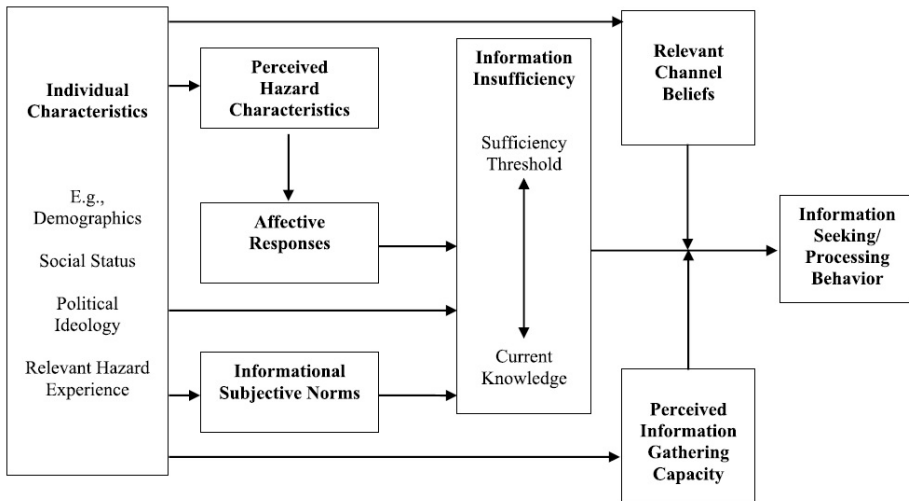 Individual
Characteristics
E.g.,
Demographics
Social Status
Political
Ideology
Relevant Hazard
Experience
Perceived
Hazard
Characteristics
Affective
Responses
Informational
Subjective Norms
Information
Insufficiency
Sufficiency
Threshold
Current
Knowledge
Relevant
Channel
Beliefs
Perceived
Information
Gathering
Capacity
Information
Seeking/
Processing
Behavior